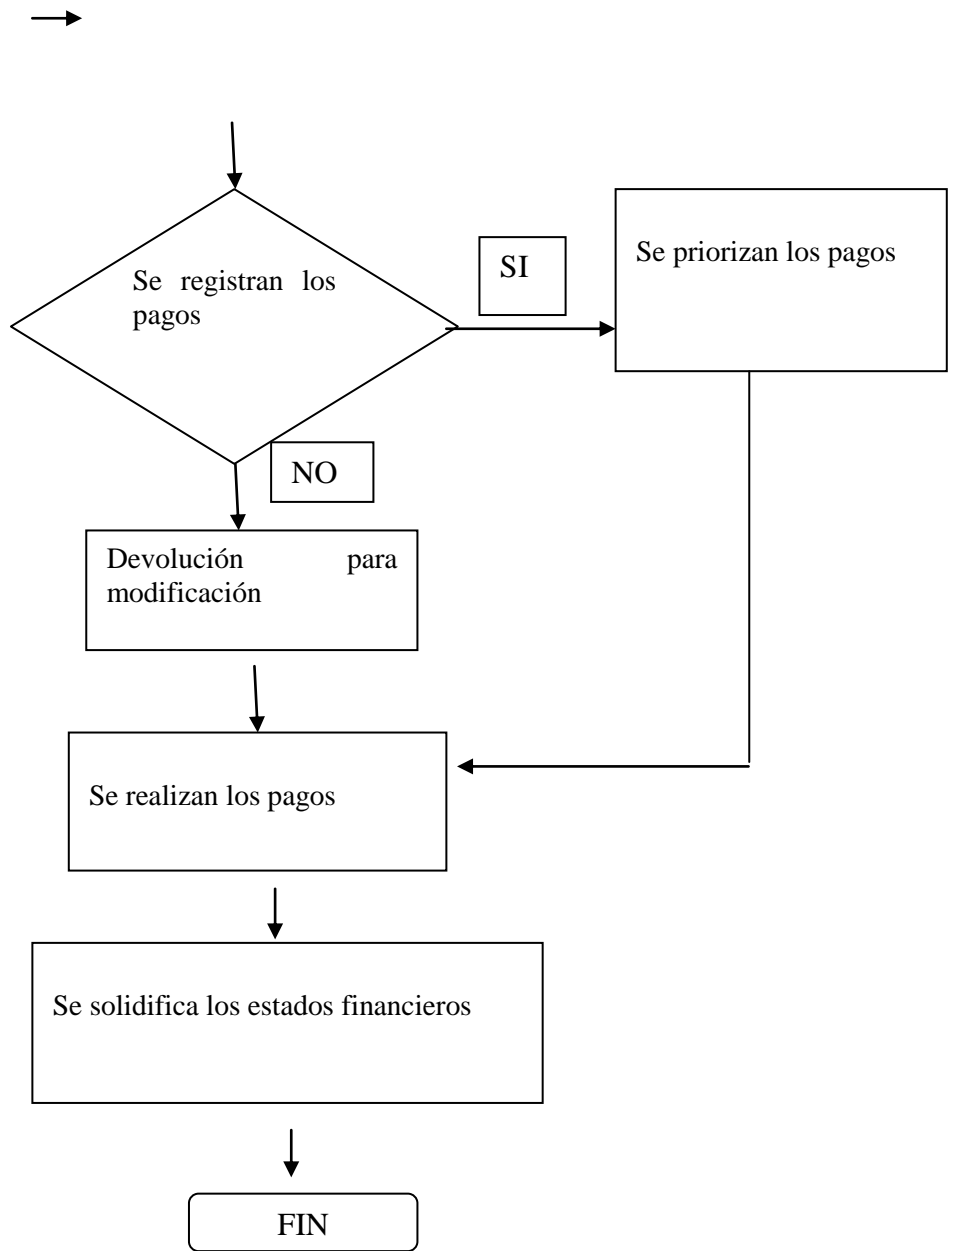 Se registran los
pagos
SI
Se priorizan los pagos
NO
Devolución para
modificación
Se realizan los pagos
Se solidifica los estados financieros
FIN